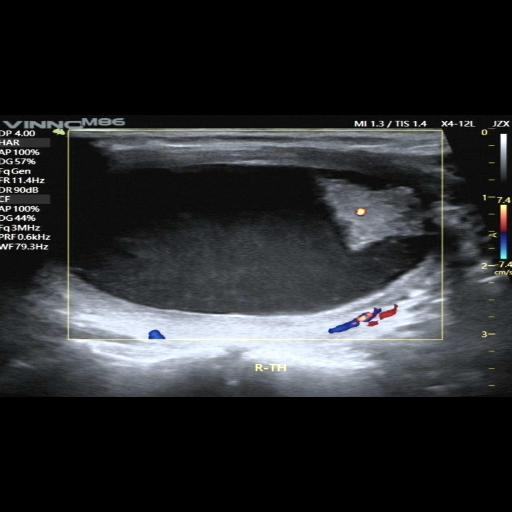 VINNO M86
MI 1.3 / TIS 1.4 X4-12L JZX
DP 4.00
HAR
AP 100%
DG 57%
Fq Gen
FR 11.4Hz
DR 90dB
CF
AP 100%
DG 44%
Fq 3MHz
PRF 0.6kHz
WF 79.3Hz
0
1
2
3
7.4
-7.4
cm/s
R-TH